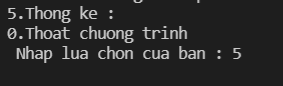 5.Thong ke :
0.Thoat chuong trinh
 Nhap lua chon cua ban : 5